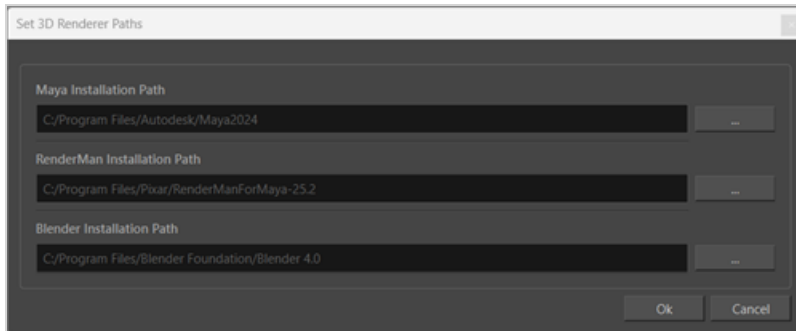 Set 3D Renderer Paths
Maya Installation Path
C:/Program Files/Autodesk/Maya2024
...
RenderMan Installation Path
C:/Program Files/Pixar/RenderManForMaya-25.2
...
Blender Installation Path
C:/Program Files/Blender Foundation/Blender 4.0
...
Ok
Cancel